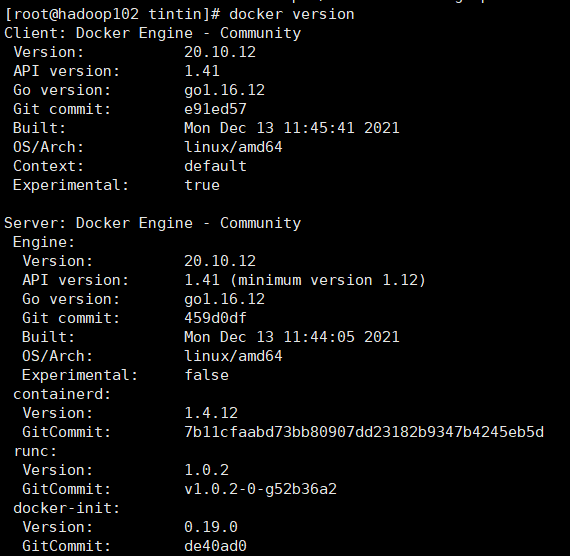 [root@hadoop102 tintin]# docker version
Client: Docker Engine - Community
 Version:           20.10.12
 API version:       1.41
 Go version:        go1.16.12
 Git commit:        e91ed57
 Built:             Mon Dec 13 11:45:41 2021
 OS/Arch:           linux/amd64
 Context:           default
 Experimental:      true

Server: Docker Engine - Community
 Engine:
  Version:          20.10.12
  API version:      1.41 (minimum version 1.12)
  Go version:       go1.16.12
  Git commit:       459d0df
  Built:            Mon Dec 13 11:44:05 2021
  OS/Arch:          linux/amd64
  Experimental:     false
 containerd:
  Version:          1.4.12
  GitCommit:        7b11cfaabd73bb80907dd23182b9347b4245eb5d
 runc:
  Version:          1.0.2
  GitCommit:        v1.0.2-0-g52b36a2
 docker-init:
  Version:          0.19.0
  GitCommit:        de40ad0